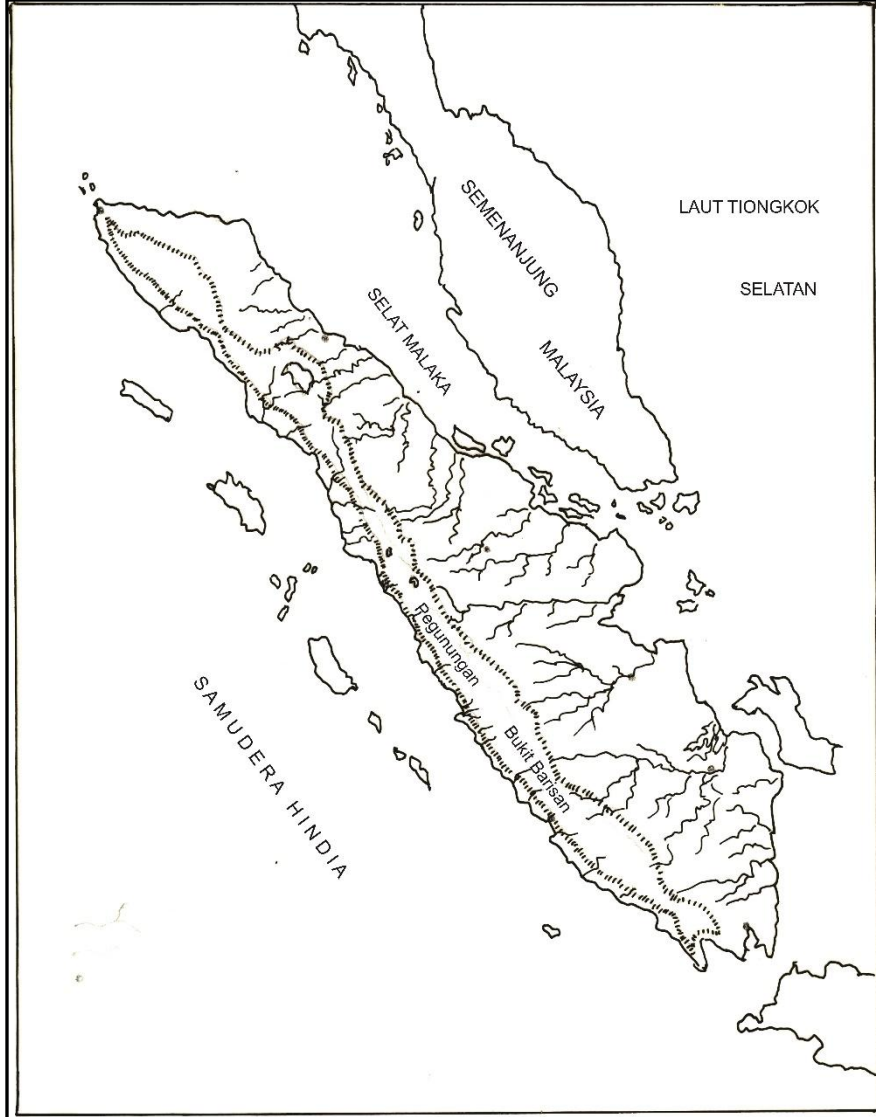 LAUT TIONGKOK
SELATAN
SEMENANJUNG
MALAYSIA
SELAT MALAKA
Pegunungan
Bukit Barisan
SAMUDERA HINDIA